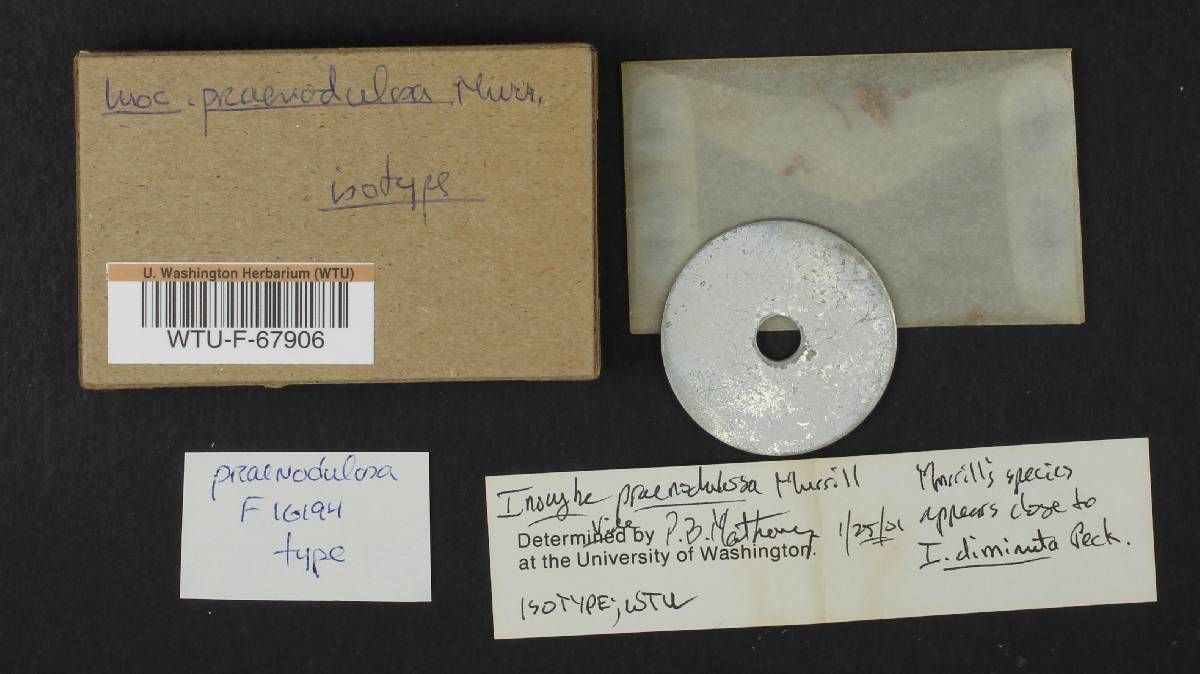 Inoc. praenodulosa Murr.
isotype
U. Washington Herbarium (WTU)
WTU-F-67906
praenodulosa
F 16194
type
Inocybe praenodulosa Murrill
Vide
Determined by P.B. Matheny 1/25/01
at the University of Washington.
ISOTYPE; WTU
Murrill's species
appears close to
I. diminuta Peck.